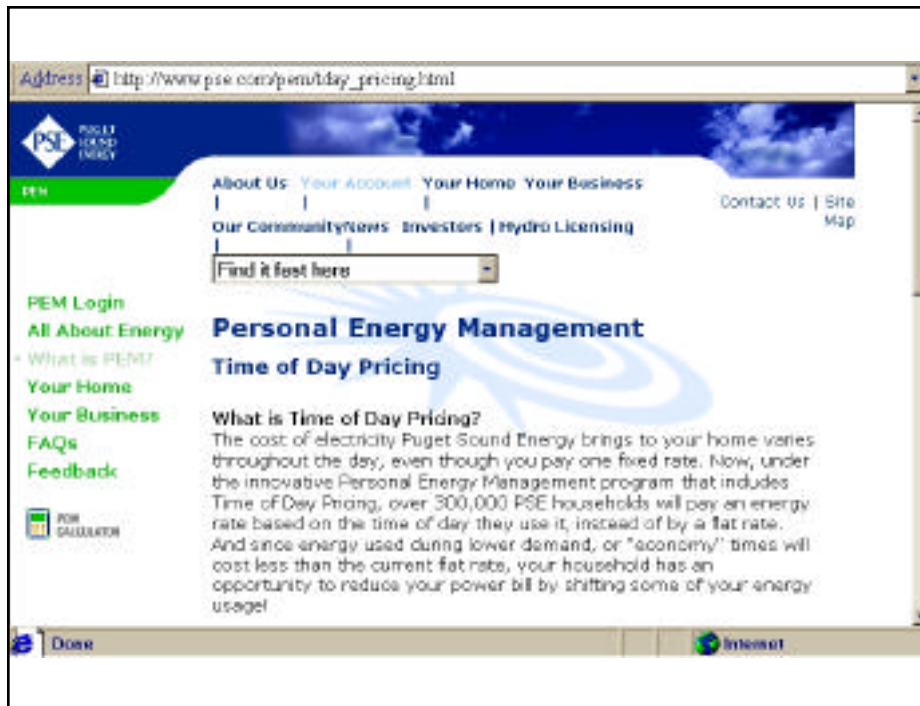 Address http://www.pse.com/pem/tday_pricing.html
PSE PUGET
SOUND
ENERGY
PEM
About Us Your Account Your Home Your Business
| | |
Contact Us | Site
Map
Our CommunityNews Investors | Hydro Licensing
| |
Find it fast here
PEM Login
All About Energy
• What is PEM?
Your Home
Your Business
FAQs
Feedback
PEM
CALCULATOR
Personal Energy Management
Time of Day Pricing
What is Time of Day Pricing?
The cost of electricity Puget Sound Energy brings to your home varies
throughout the day, even though you pay one fixed rate. Now, under
the innovative Personal Energy Management program that includes
Time of Day Pricing, over 300,000 PSE households will pay an energy
rate based on the time of day they use it, instead of by a flat rate.
And since energy used during lower demand, or "economy" times will
cost less than the current flat rate, your household has an
opportunity to reduce your power bill by shifting some of your energy
usage!
Done Internet